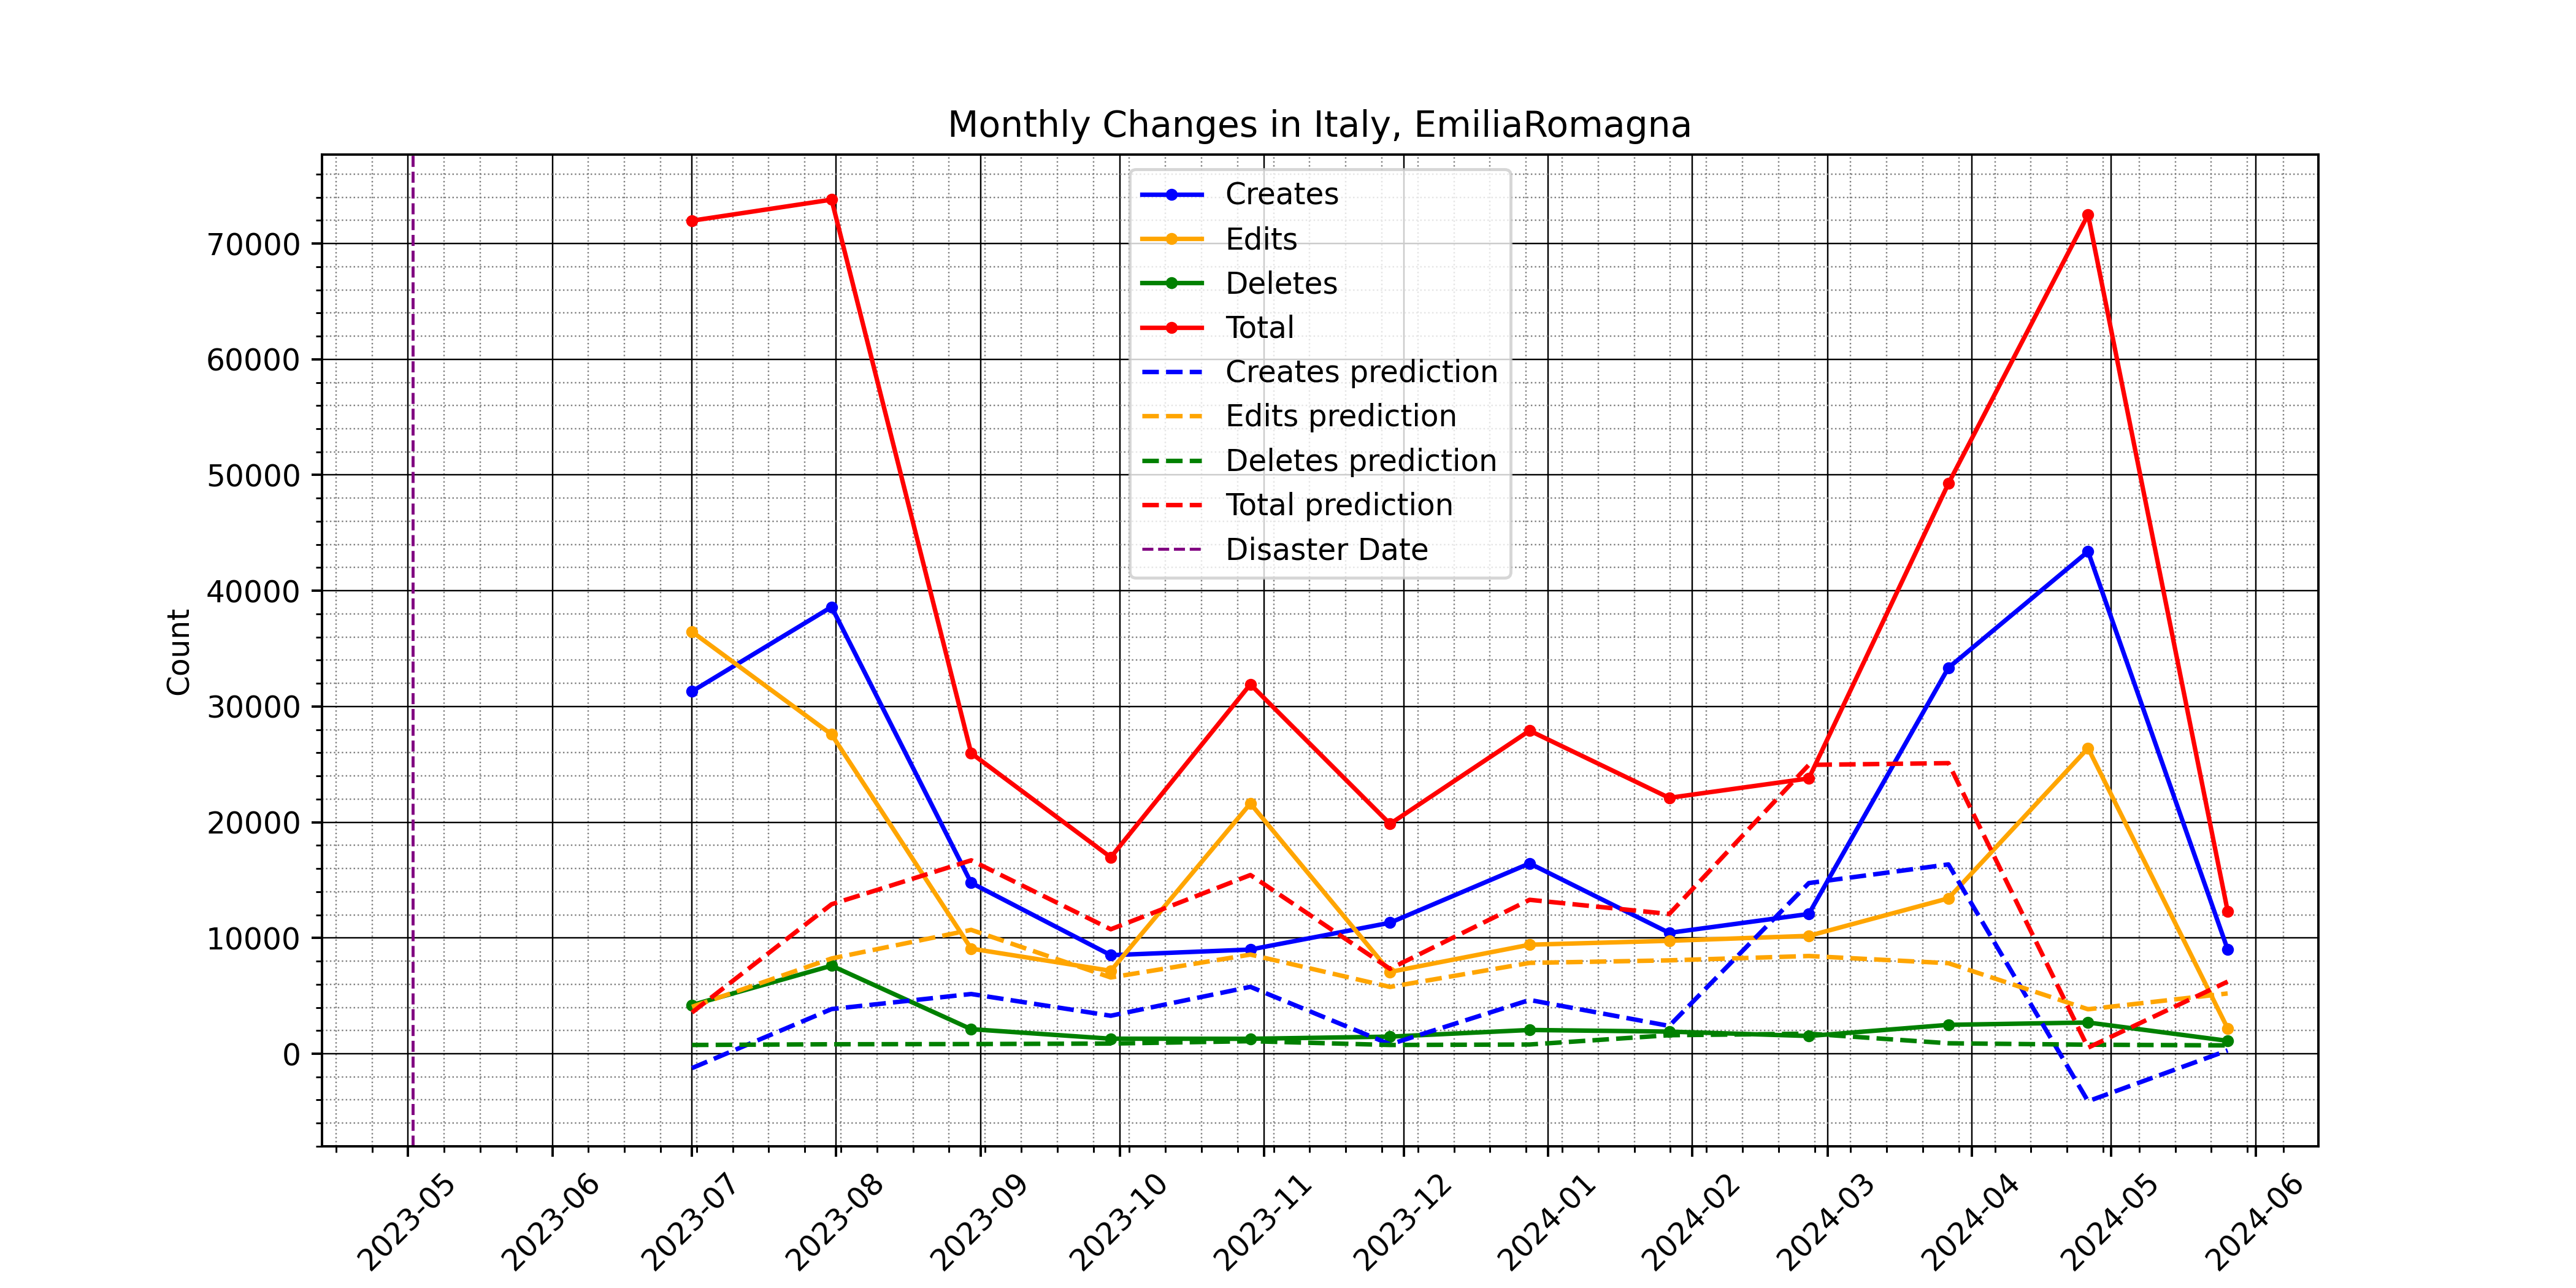 Monthly Changes in Italy, EmiliaRomagna
Count
70000
60000
50000
40000
30000
20000
10000
0
Creates
Edits
Deletes
Total
Creates prediction
Edits prediction
Deletes prediction
Total prediction
Disaster Date
2023-05
2023-06
2023-07
2023-08
2023-09
2023-10
2023-11
2023-12
2024-01
2024-02
2024-03
2024-04
2024-05
2024-06